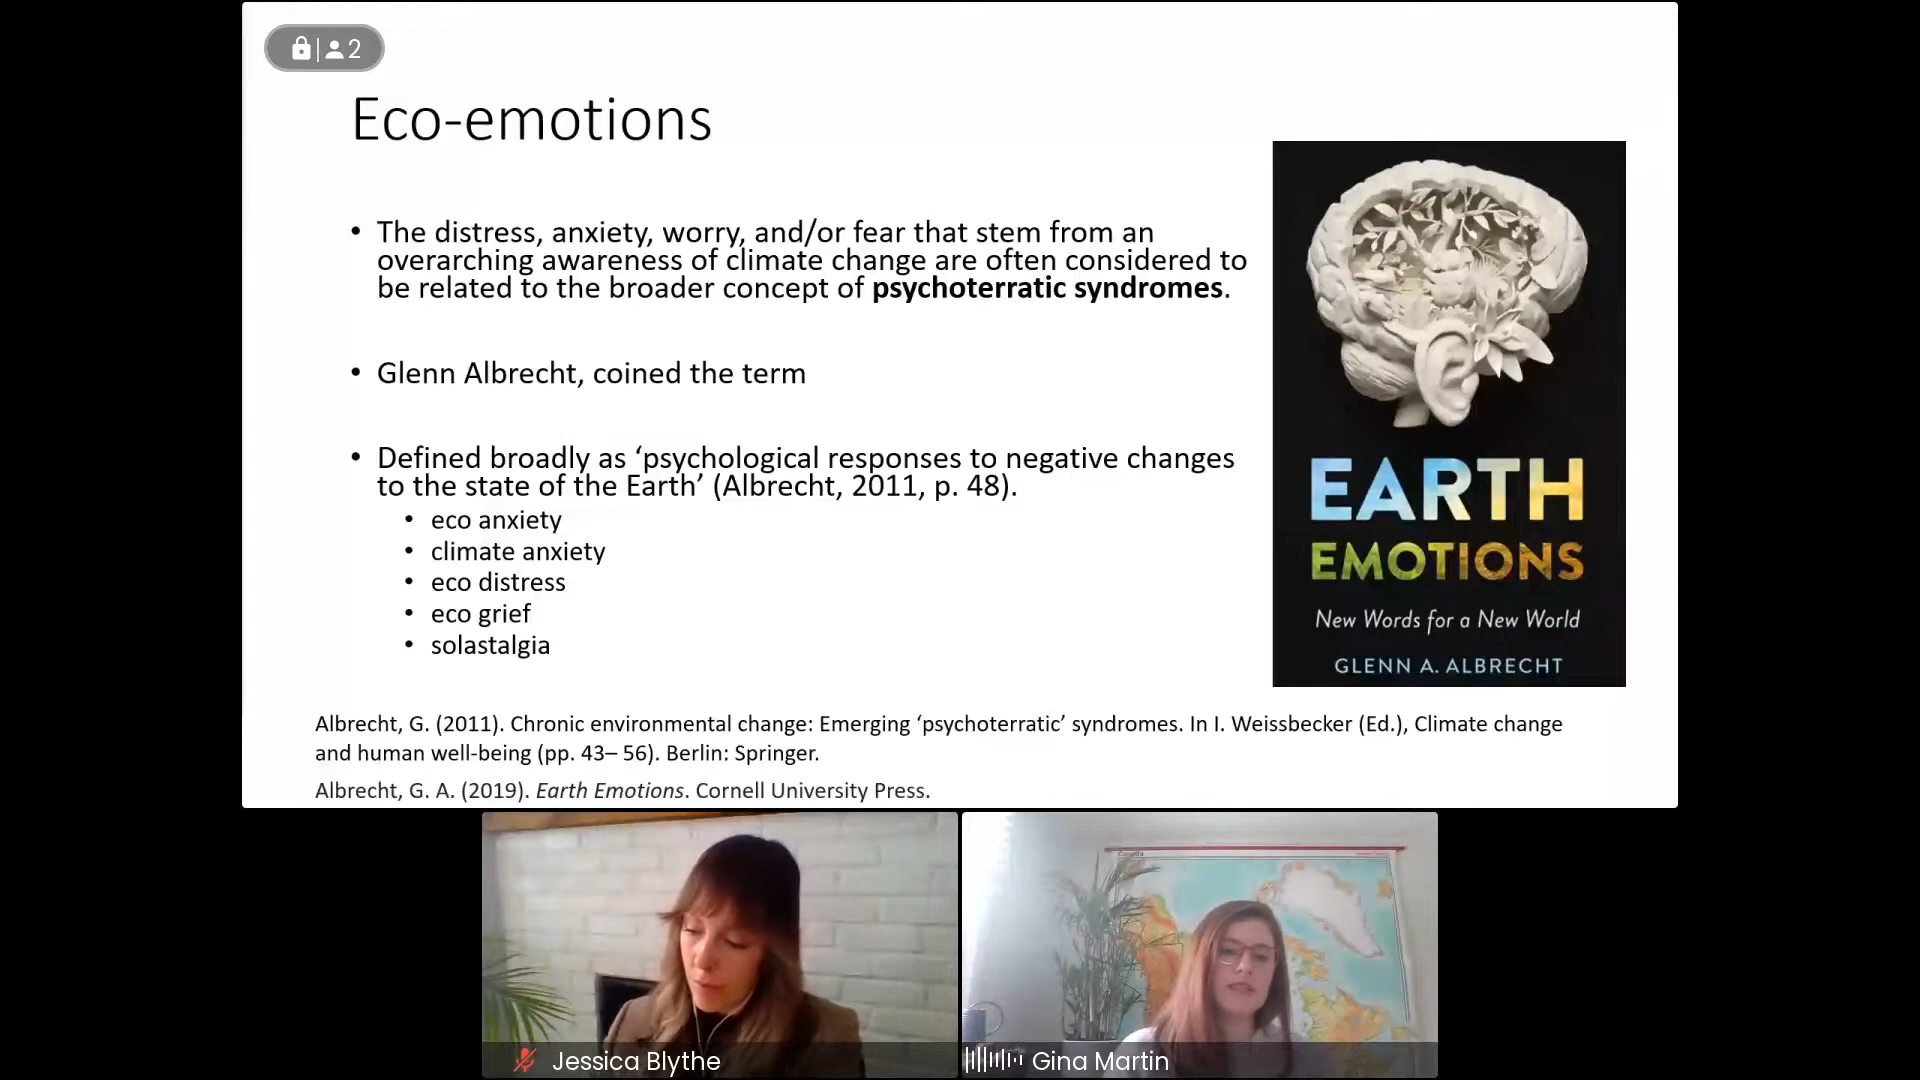 2
Eco-emotions
• The distress, anxiety, worry, and/or fear that stem from an
overarching awareness of climate change are often considered to
be related to the broader concept of psychoterratic syndromes.
• Glenn Albrecht, coined the term
• Defined broadly as ‘psychological responses to negative changes
to the state of the Earth’ (Albrecht, 2011, p. 48).
• eco anxiety
• climate anxiety
• eco distress
• eco grief
• solastalgia
EARTH
EMOTIONS
New Words for a New World
GLENN A. ALBRECHT
Albrecht, G. (2011). Chronic environmental change: Emerging ‘psychoterratic’ syndromes. In I. Weissbecker (Ed.), Climate change
and human well-being (pp. 43– 56). Berlin: Springer.
Albrecht, G. A. (2019). Earth Emotions. Cornell University Press.
Canada
Jessica Blythe
Gina Martin